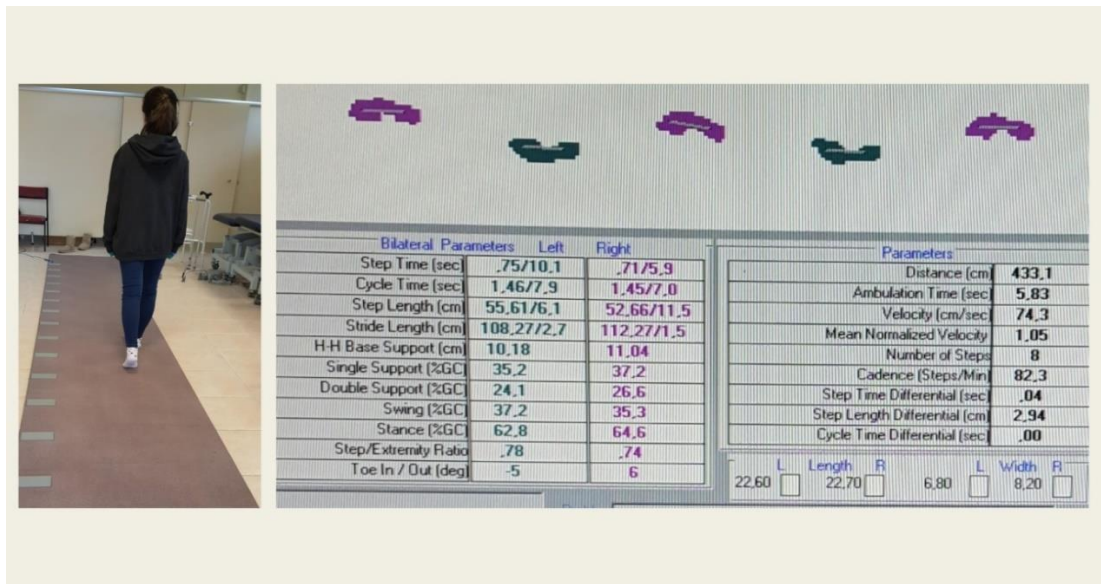 Bilateral Parameters Left Right
Step Time (sec) ,75/10,1 ,71/5,9
Cycle Time (sec) 1,46/7,9 1,45/7,0
Step Length (cm) 55,61/6,1 52,66/11,5
Stride Length (cm) 108,27/2,7 112,27/1,5
H-H Base Support (cm) 10,18 11,04
Single Support (%GC) 35,2 37,2
Double Support (%GC) 24,1 26,6
Swing (%GC) 37,2 35,3
Stance (%GC) 62,8 64,6
Step/Extremity Ratio ,78 ,74
Toe In / Out (deg) -5 6
Parameters
Distance (cm) 433,1
Ambulation Time (sec) 5,83
Velocity (cm/sec) 74,3
Mean Normalized Velocity 1,05
Number of Steps 8
Cadence (Steps/Min) 82,3
Step Time Differential (sec) ,04
Step Length Differential (cm) 2,94
Cycle Time Differential (sec) ,00
L Length R L Width R
22,60 22,70 6,80 8,20